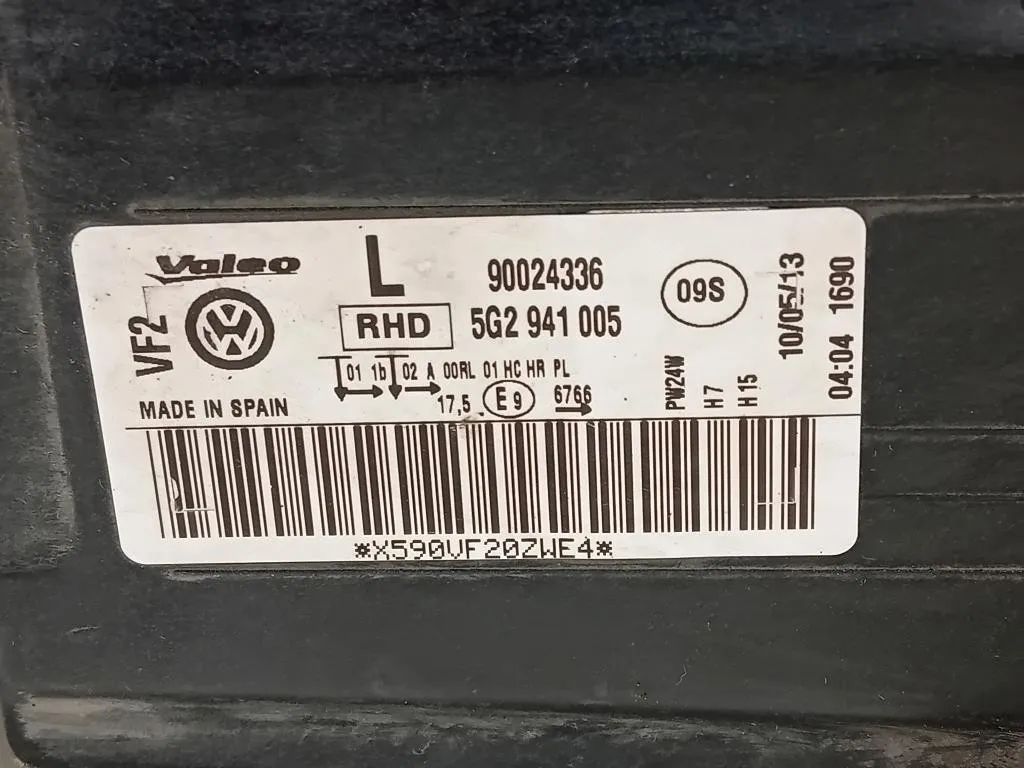 Valeo
L
90024336
09S
VF2
RHD
5G2 941 005
10/05/13
04:04 1690
01 1b 02 A 00RL 01 HC HR PL
17,5 E9 6766
PW24W
H7
H15
MADE IN SPAIN
*X590VF20ZWE4*